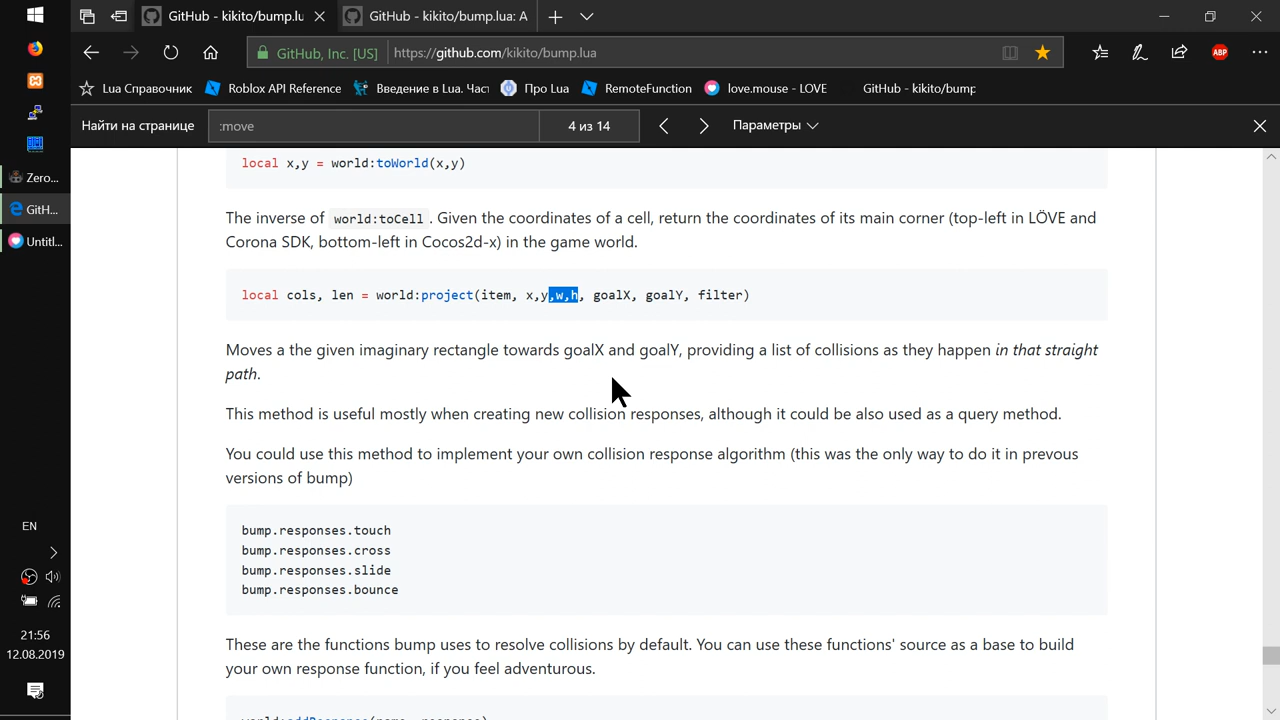 GitHub - kikito/bump.lu
GitHub - kikito/bump.lua: A
GitHub, Inc. [US]
https://github.com/kikito/bump.lua
ABP
Lua Справочник
Roblox API Reference
Введение в Lua. Час
Про Lua
RemoteFunction
love.mouse - LOVE
GitHub - kikito/bump
Найти на странице
:move
4 из 14
Параметры
Zero...
GitH...
Untitl...
local x,y = world:toWorld(x,y)
The inverse of world:toCell . Given the coordinates of a cell, return the coordinates of its main corner (top-left in LÖVE and
Corona SDK, bottom-left in Cocos2d-x) in the game world.
local cols, len = world:project(item, x,y,w,h, goalX, goalY, filter)
Moves a the given imaginary rectangle towards goalX and goalY, providing a list of collisions as they happen in that straight
path.
This method is useful mostly when creating new collision responses, although it could be also used as a query method.
You could use this method to implement your own collision response algorithm (this was the only way to do it in prevous
versions of bump)
bump.responses.touch
bump.responses.cross
bump.responses.slide
bump.responses.bounce
These are the functions bump uses to resolve collisions by default. You can use these functions' source as a base to build
your own response function, if you feel adventurous.
EN
21:56
12.08.2019